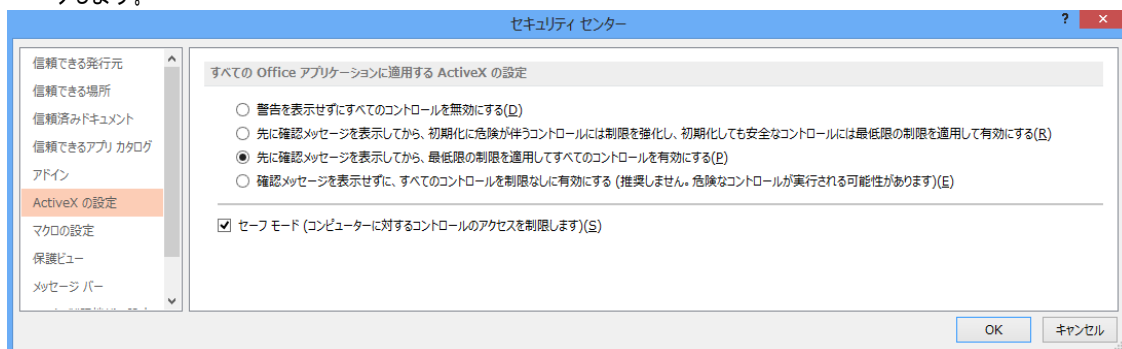 します。
セキュリティ センター
? ×
信頼できる発行元
信頼できる場所
信頼済みドキュメント
信頼できるアプリ カタログ
アドイン
ActiveX の設定
マクロの設定
保護ビュー
メッセージ バー
すべての Office アプリケーションに適用する ActiveX の設定
警告を表示せずにすべてのコントロールを無効にする(D)
先に確認メッセージを表示してから、初期化に危険が伴うコントロールには制限を強化し、初期化しても安全なコントロールには最低限の制限を適用して有効にする(R)
先に確認メッセージを表示してから、最低限の制限を適用してすべてのコントロールを有効にする(P)
確認メッセージを表示せずに、すべてのコントロールを制限なしに有効にする (推奨しません。危険なコントロールが実行される可能性があります)(E)
セーフ モード (コンピューターに対するコントロールのアクセスを制限します)(S)
OK キャンセル